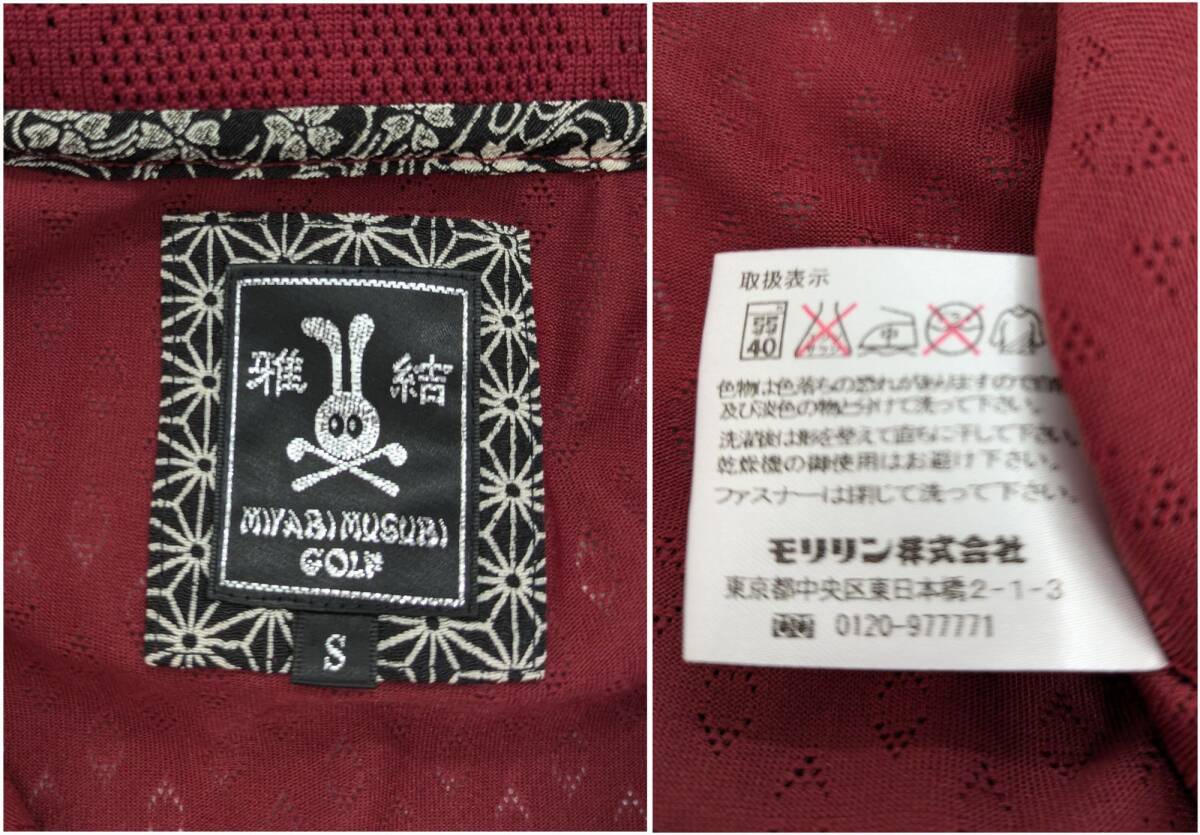 雅 結
MIYABI MUSUBI
GOLF
S
取扱表示
40 中
色物は色落ちの恐れがありますので
及び淡色の物と分けて洗って下さい。
洗濯後は形を整えて直ちに干して下さい。
乾燥機の御使用はお避け下さい。
ファスナーは閉じて洗って下さい。
モリリン株式会社
東京都中央区東日本橋2-1-3
0120-977771